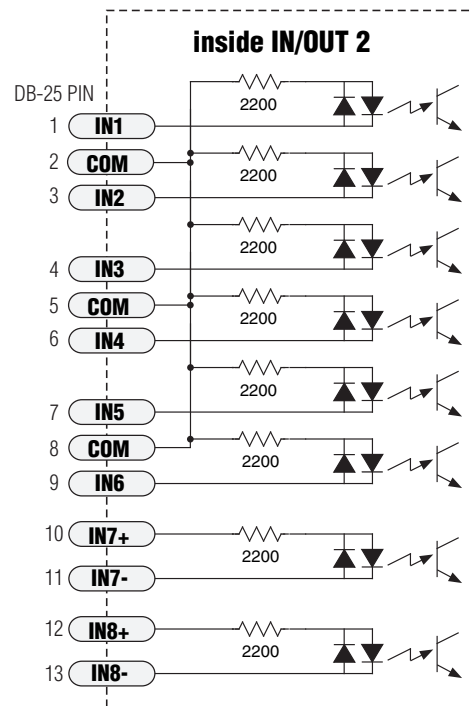 inside IN/OUT 2
DB-25 PIN
2200
1 IN1
2 COM
2200
3 IN2
2200
4 IN3
5 COM
2200
6 IN4
2200
7 IN5
8 COM
2200
9 IN6
10 IN7+
2200
11 IN7-
12 IN8+
2200
13 IN8-